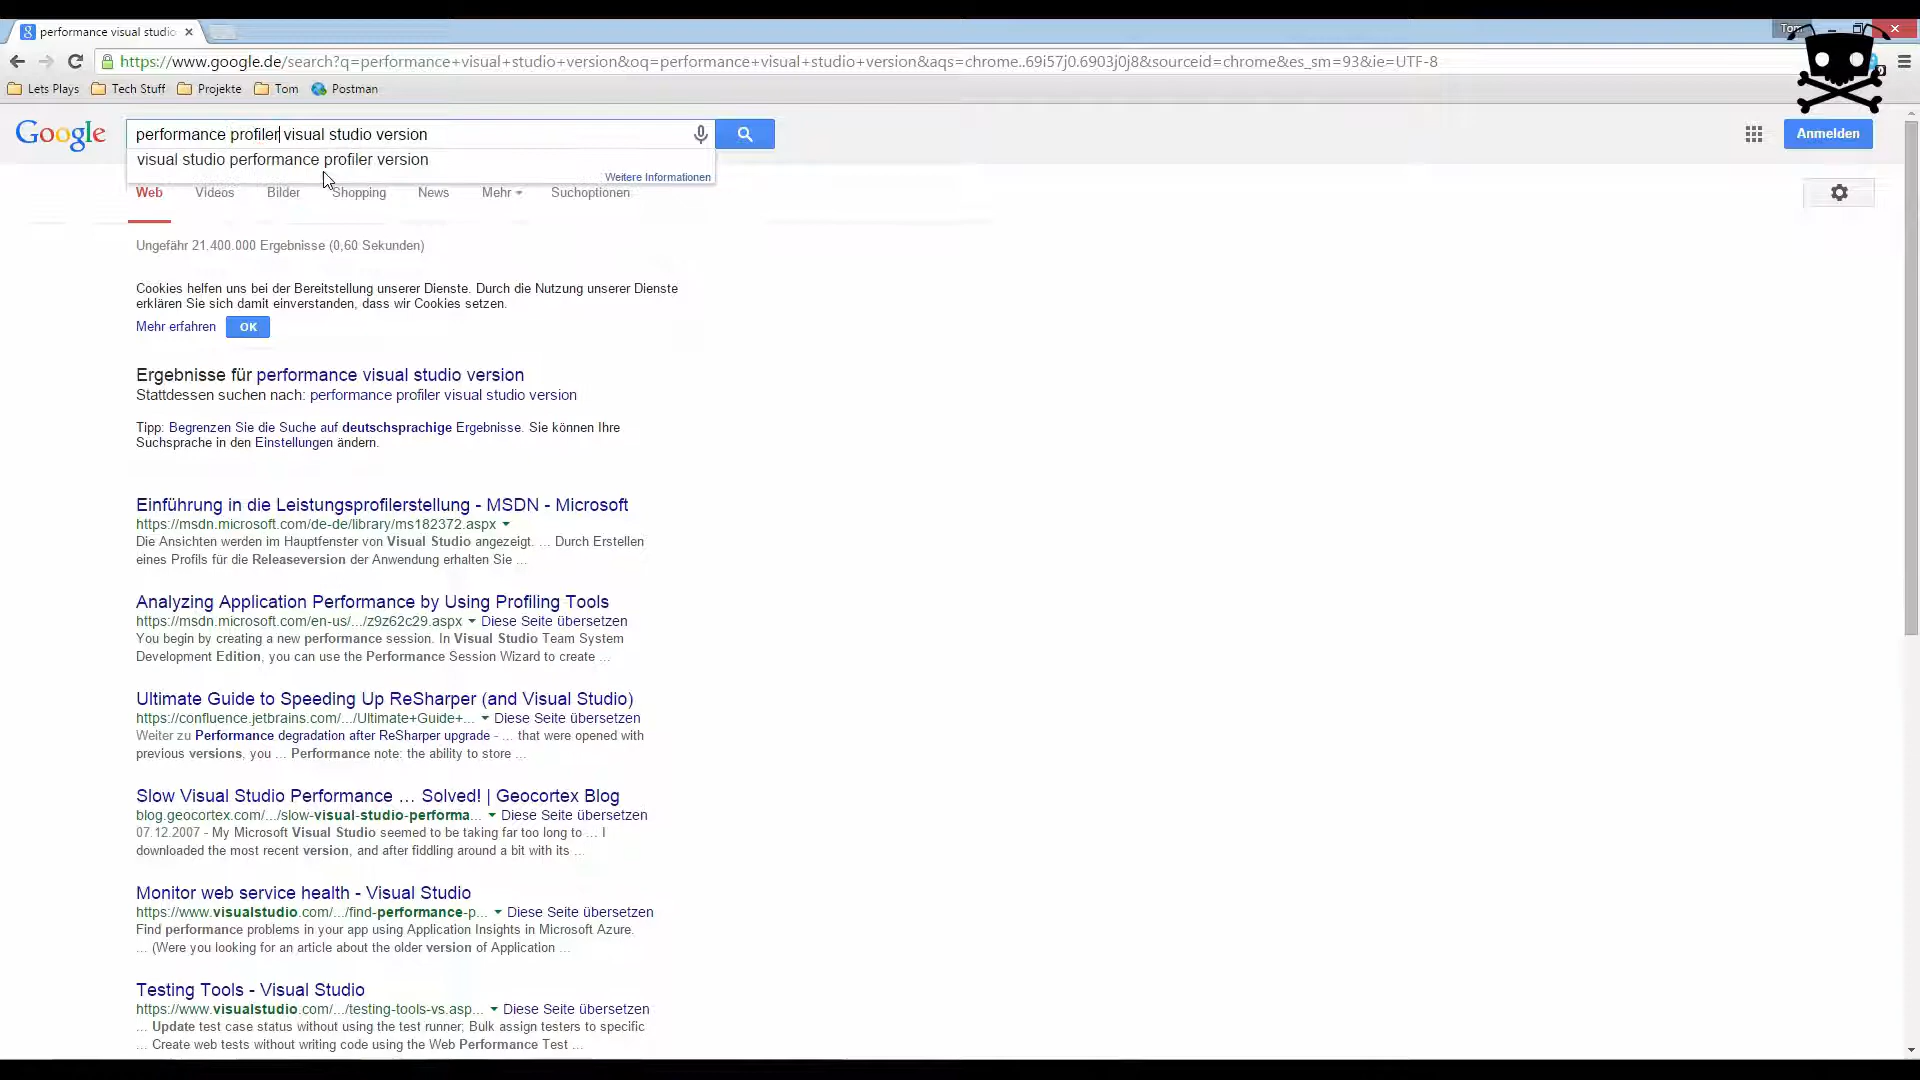 performance visual studio
Tom
https://www.google.de/search?q=performance+visual+studio+version&oq=performance+visual+studio+version&aqs=chrome..69i57j0.6903j0j8&sourceid=chrome&es_sm=93&ie=UTF-8
Lets Plays Tech Stuff Projekte Tom Postman
Google performance profiler visual studio version Anmelden
visual studio performance profiler version
Weitere Informationen
Web Videos Bilder Shopping News Mehr Suchoptionen
Ungefähr 21.400.000 Ergebnisse (0,60 Sekunden)
Cookies helfen uns bei der Bereitstellung unserer Dienste. Durch die Nutzung unserer Dienste
erklären Sie sich damit einverstanden, dass wir Cookies setzen.
Mehr erfahren OK
Ergebnisse für performance visual studio version
Stattdessen suchen nach: performance profiler visual studio version
Tipp: Begrenzen Sie die Suche auf deutschsprachige Ergebnisse. Sie können Ihre
Suchsprache in den Einstellungen ändern.
Einführung in die Leistungsprofilerstellung - MSDN - Microsoft
https://msdn.microsoft.com/de-de/library/ms182372.aspx
Die Ansichten werden im Hauptfenster von Visual Studio angezeigt. ... Durch Erstellen
eines Profils für die Releaseversion der Anwendung erhalten Sie ...
Analyzing Application Performance by Using Profiling Tools
https://msdn.microsoft.com/en-us/.../z9z62c29.aspx Diese Seite übersetzen
You begin by creating a new performance session. In Visual Studio Team System
Development Edition, you can use the Performance Session Wizard to create ...
Ultimate Guide to Speeding Up ReSharper (and Visual Studio)
https://confluence.jetbrains.com/.../Ultimate+Guide+... Diese Seite übersetzen
Weiter zu Performance degradation after ReSharper upgrade - ... that were opened with
previous versions, you ... Performance note: the ability to store ...
Slow Visual Studio Performance … Solved! | Geocortex Blog
blog.geocortex.com/.../slow-visual-studio-performa... Diese Seite übersetzen
07.12.2007 - My Microsoft Visual Studio seemed to be taking far too long to ... I
downloaded the most recent version, and after fiddling around a bit with its ...
Monitor web service health - Visual Studio
https://www.visualstudio.com/.../find-performance-p... Diese Seite übersetzen
Find performance problems in your app using Application Insights in Microsoft Azure.
... (Were you looking for an article about the older version of Application ...
Testing Tools - Visual Studio
https://www.visualstudio.com/.../testing-tools-vs.asp... Diese Seite übersetzen
... Update test case status without using the test runner; Bulk assign testers to specific
... Create web tests without writing code using the Web Performance Test ...